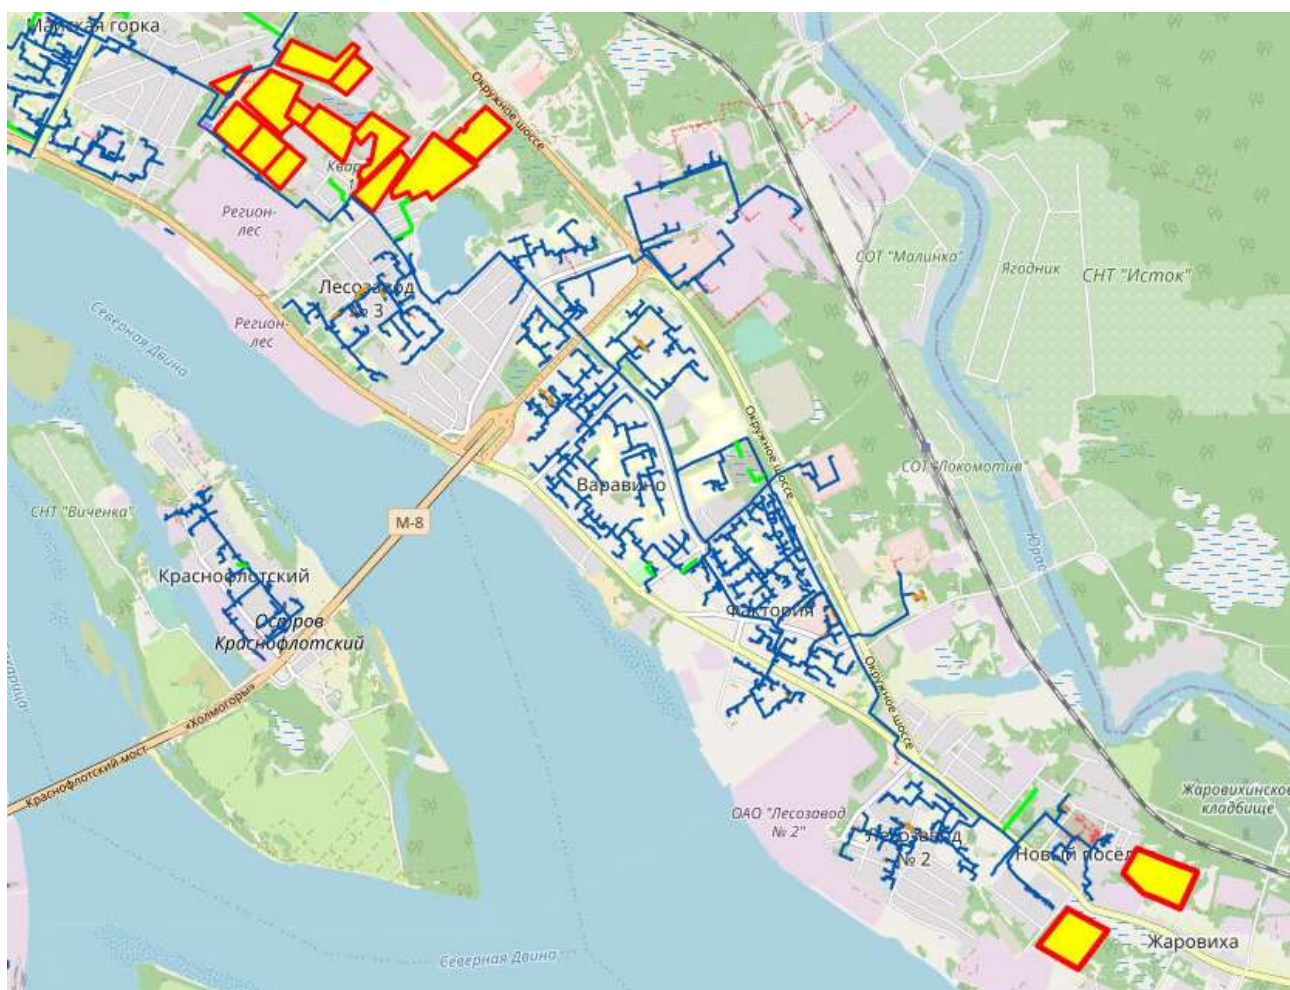 Майская горка
Окружное шоссе
Регион-
лес
СОТ "Малинка"
Ягодник
СНТ "Исток"
Лесозавод
№ 3
Северная Двина
Регион-
лес
Окружное шоссе
СОТ "Локомотив"
Варавино
СНТ "Виченка"
М-8
Юрас
Краснофлотский
Фактория
Остров
Краснофлотский
Окружное шоссе
«Холмогоры»
Краснофлотский мост
Жаровихинское
кладбище
ОАО "Лесозавод
№ 2"
Лесозавод
№ 2
Новый посёл
Жаровиха
Северная Двина